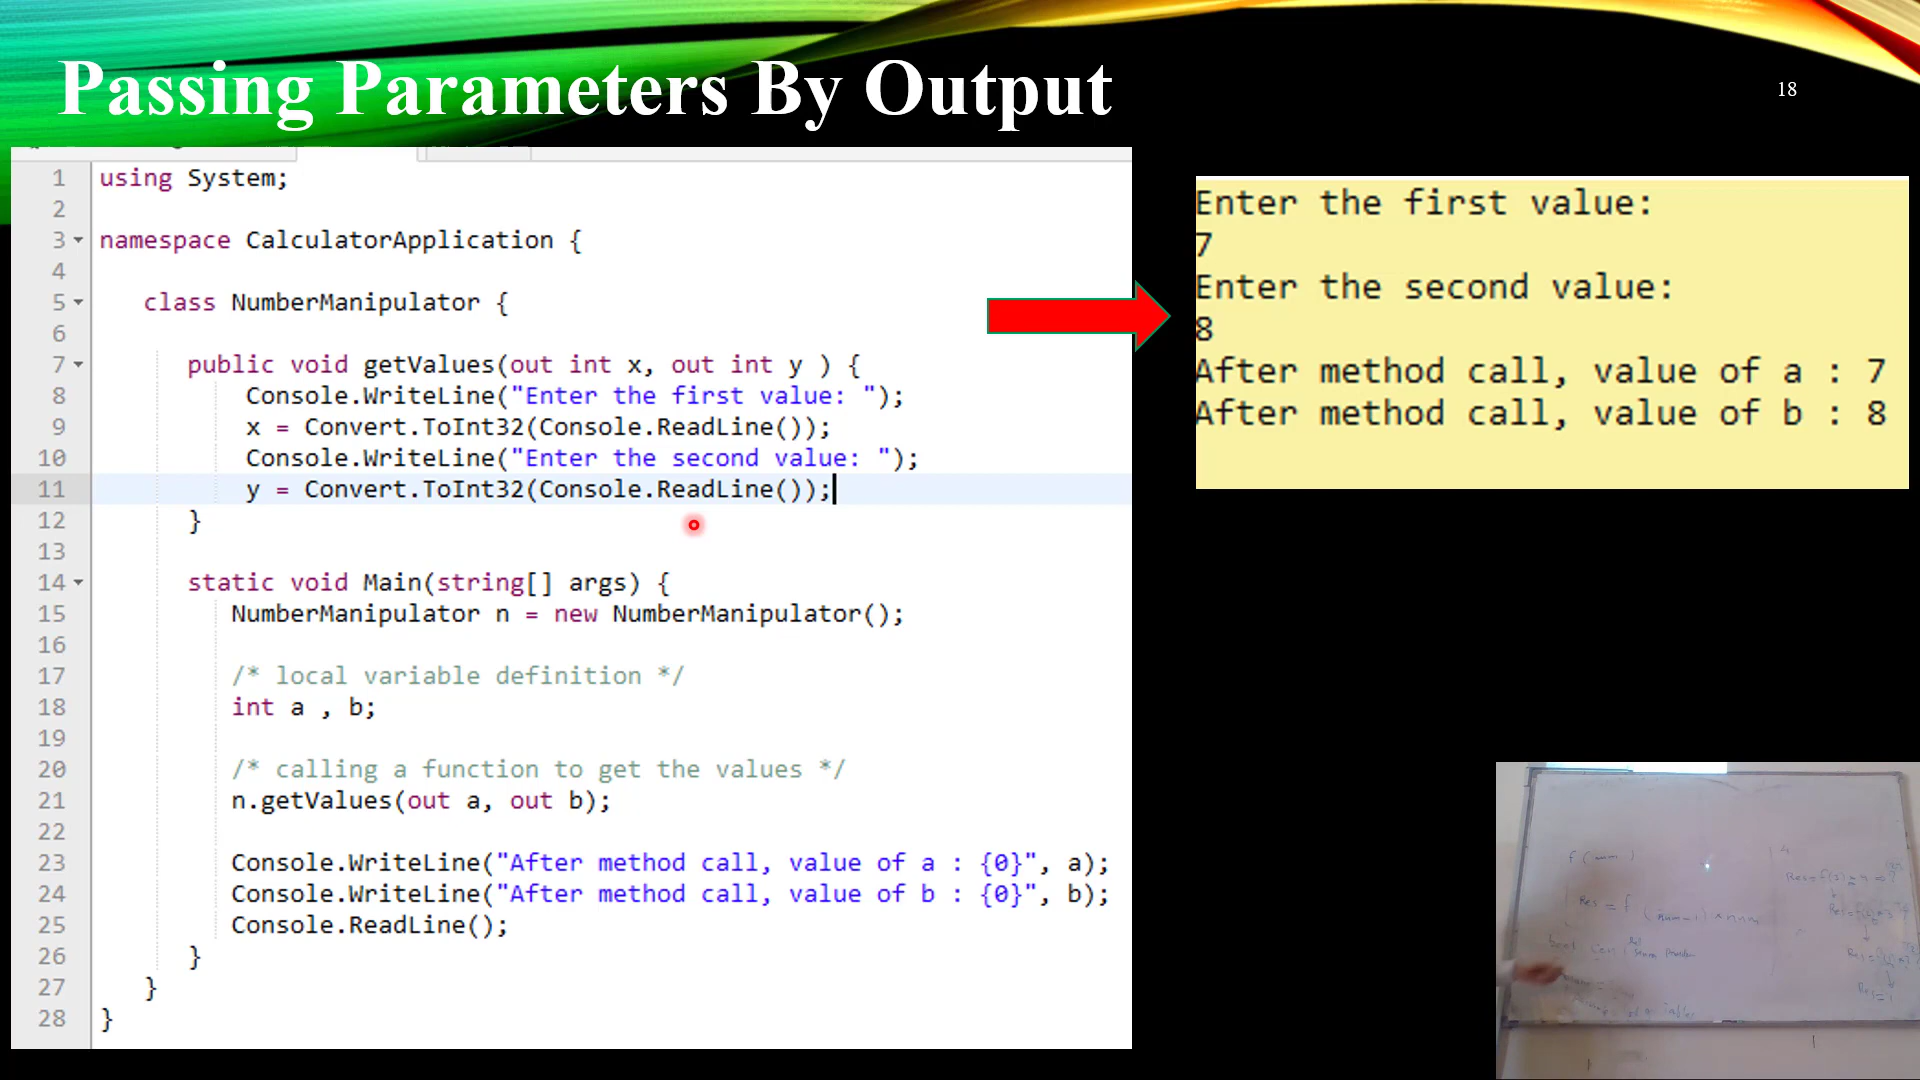 Passing Parameters By Output
18
1 using System;
2
3 namespace CalculatorApplication {
4
5 class NumberManipulator {
6
7 public void getValues(out int x, out int y ) {
8 Console.WriteLine("Enter the first value: ");
9 x = Convert.ToInt32(Console.ReadLine());
10 Console.WriteLine("Enter the second value: ");
11 y = Convert.ToInt32(Console.ReadLine());
12 }
13
14 static void Main(string[] args) {
15 NumberManipulator n = new NumberManipulator();
16
17 /* local variable definition */
18 int a , b;
19
20 /* calling a function to get the values */
21 n.getValues(out a, out b);
22
23 Console.WriteLine("After method call, value of a : {0}", a);
24 Console.WriteLine("After method call, value of b : {0}", b);
25 Console.ReadLine();
26 }
27 }
28 }
Enter the first value:
7
Enter the second value:
8
After method call, value of a : 7
After method call, value of b : 8
Res = f